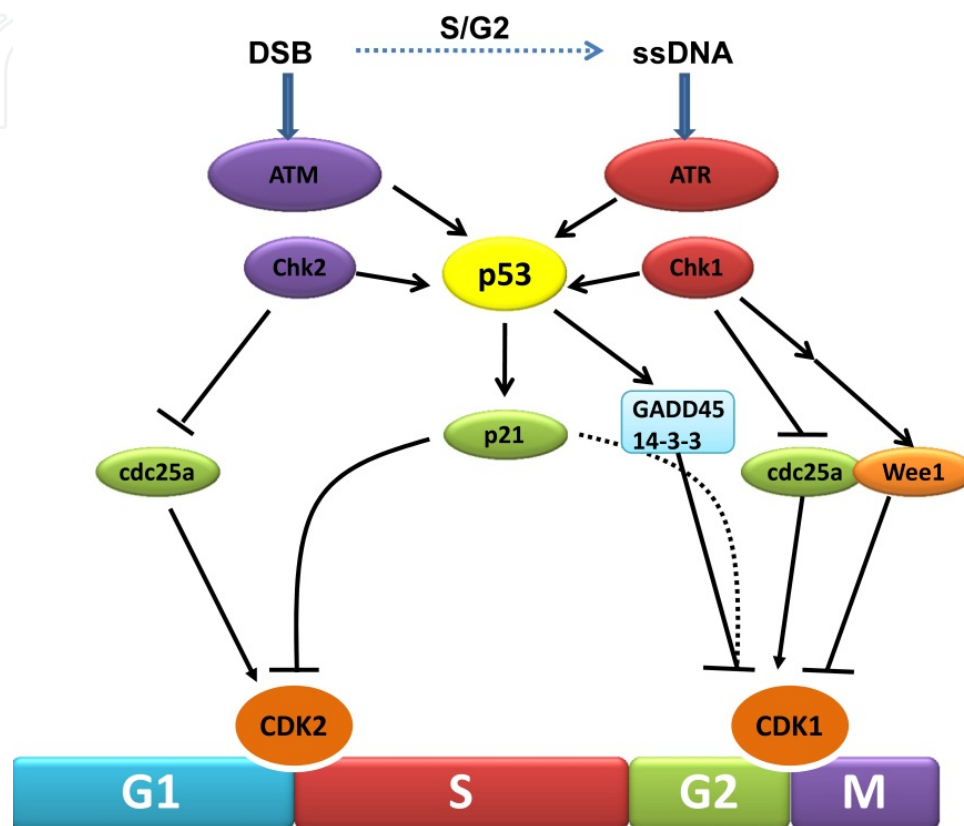 S/G2
DSB
ssDNA
ATM
ATR
Chk2
p53
Chk1
GADD45
14-3-3
p21
cdc25a
cdc25a
Wee1
CDK2
CDK1
G1
S
G2
M